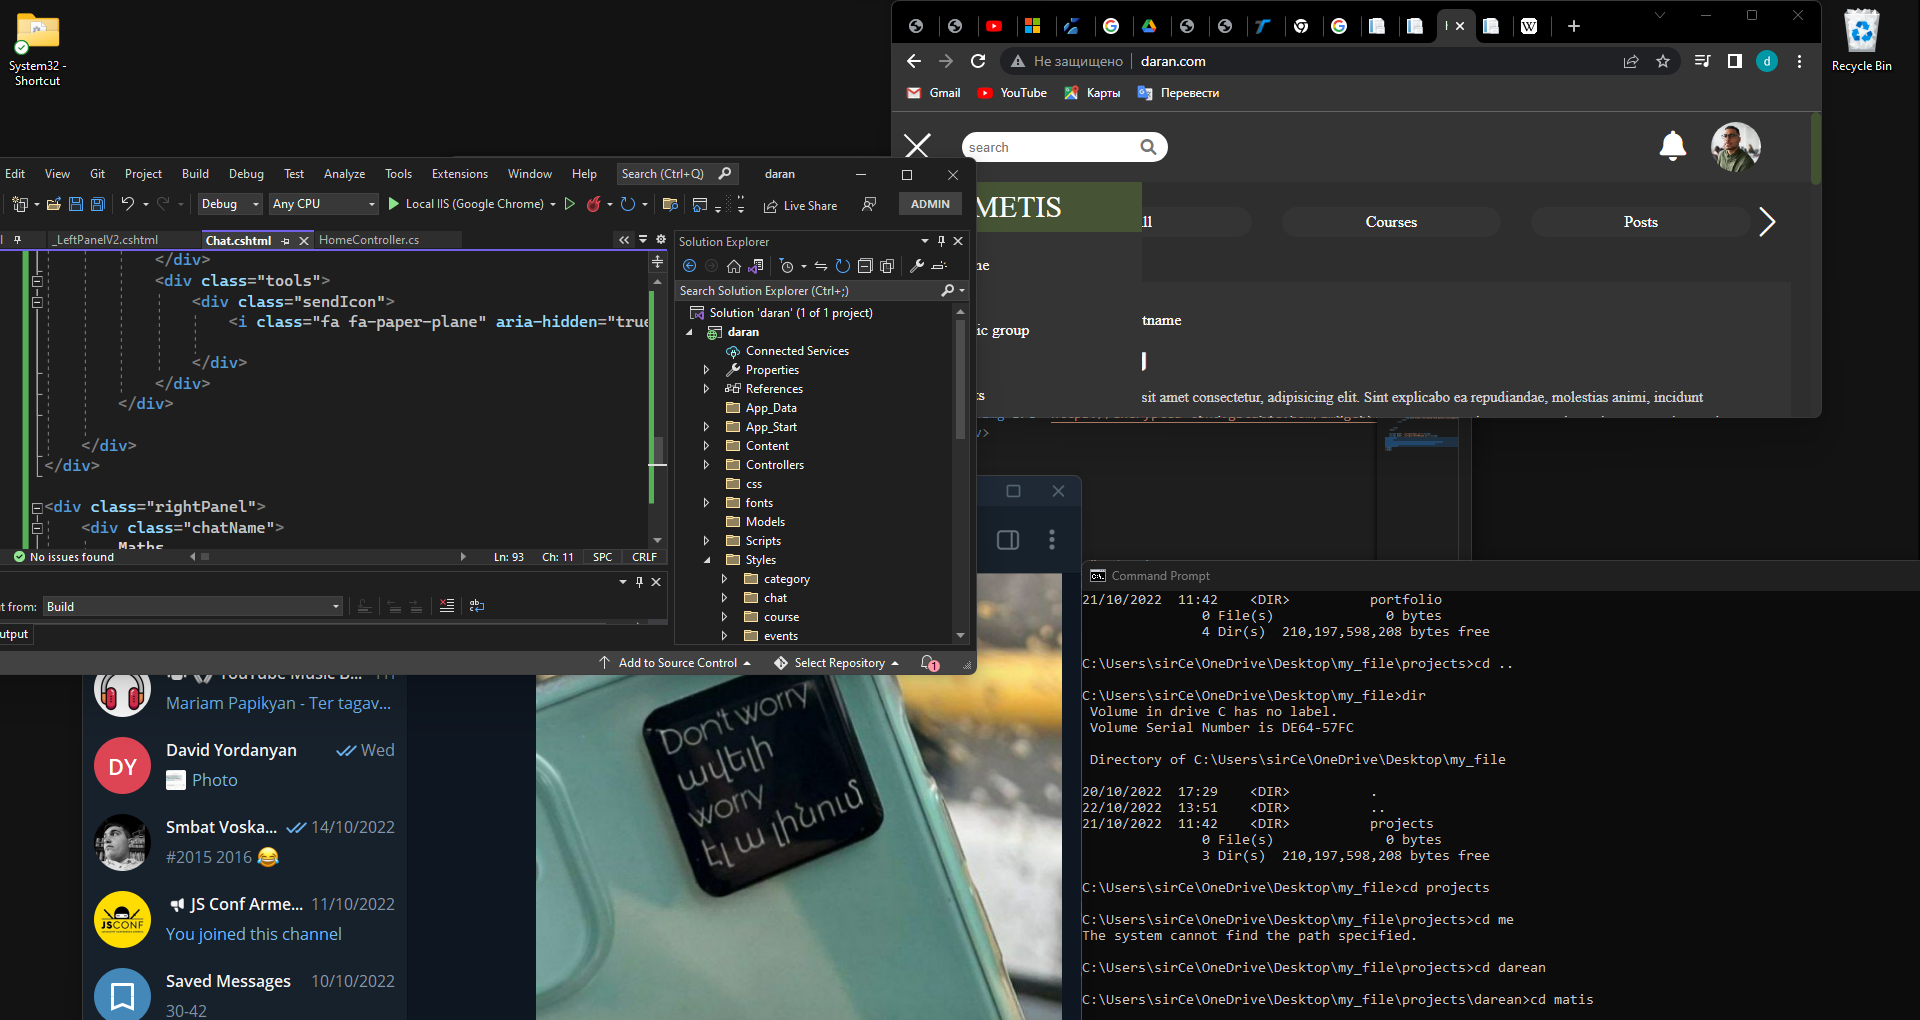 System32 -
Shortcut
Recycle Bin
Не защищено
daran.com
d
Gmail
YouTube
Карты
Перевести
search
METIS
ll
Courses
Posts
ne
ic group
ts
tname
sit amet consectetur, adipisicing elit. Sint explicabo ea repudiandae, molestias animi, incidunt
Edit View Git Project Build Debug Test Analyze Tools Extensions Window Help Search (Ctrl+Q) daran
Debug Any CPU Local IIS (Google Chrome) Live Share ADMIN
_LeftPanelV2.cshtml Chat.cshtml HomeController.cs
</div>
<div class="tools">
<div class="sendIcon">
<i class="fa fa-paper-plane" aria-hidden="true
</div>
</div>
</div>
</div>
</div>
<div class="rightPanel">
<div class="chatName">
Maths
No issues found Ln: 93 Ch: 11 SPC CRLF
t from: Build
utput
Solution Explorer
Search Solution Explorer (Ctrl+;)
Solution 'daran' (1 of 1 project)
daran
Connected Services
Properties
References
App_Data
App_Start
Content
Controllers
css
fonts
Models
Scripts
Styles
category
chat
course
events
Add to Source Control Select Repository 1
YouTube Music B...
Mariam Papikyan - Ter tagav...
DY
David Yordanyan Wed
Photo
Smbat Voska... 14/10/2022
#2015 2016 😂
JSCONF
JS Conf Arme... 11/10/2022
You joined this channel
Saved Messages 10/10/2022
30-42
Don't worry
ավելի
worry
էլ ա լինում
Command Prompt
21/10/2022 11:42 <DIR> portfolio
0 File(s) 0 bytes
4 Dir(s) 210,197,598,208 bytes free
C:\Users\sirCe\OneDrive\Desktop\my_file\projects>cd ..
C:\Users\sirCe\OneDrive\Desktop\my_file>dir
Volume in drive C has no label.
Volume Serial Number is DE64-57FC
Directory of C:\Users\sirCe\OneDrive\Desktop\my_file
20/10/2022 17:29 <DIR> .
22/10/2022 13:51 <DIR> ..
21/10/2022 11:42 <DIR> projects
0 File(s) 0 bytes
3 Dir(s) 210,197,598,208 bytes free
C:\Users\sirCe\OneDrive\Desktop\my_file>cd projects
C:\Users\sirCe\OneDrive\Desktop\my_file\projects>cd me
The system cannot find the path specified.
C:\Users\sirCe\OneDrive\Desktop\my_file\projects>cd darean
C:\Users\sirCe\OneDrive\Desktop\my_file\projects\darean>cd matis